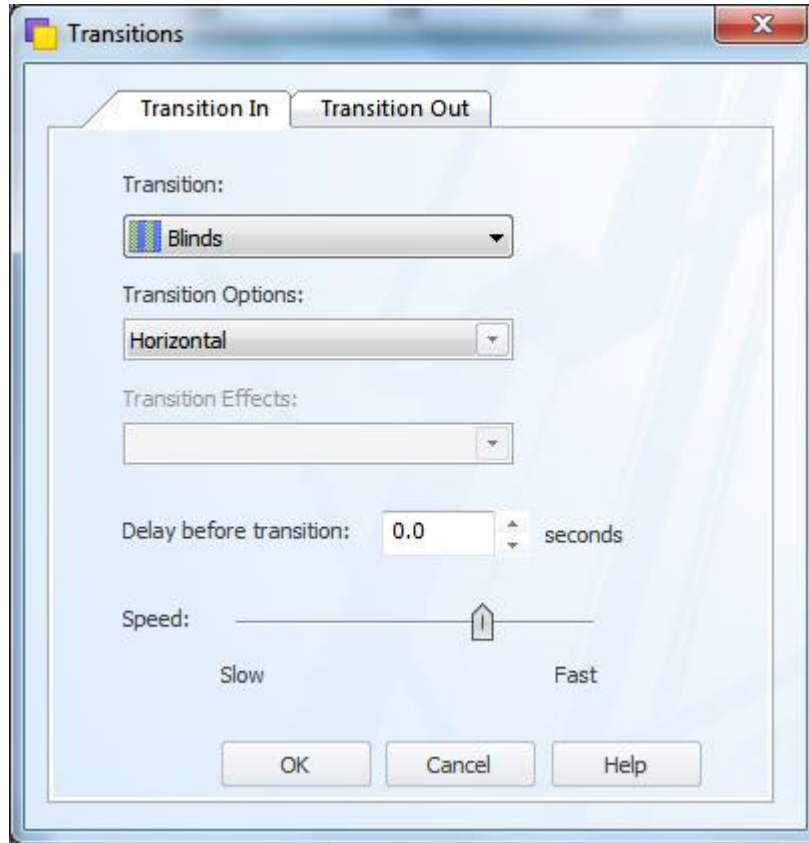 Transitions
Transition In Transition Out
Transition:
Blinds
Transition Options:
Horizontal
Transition Effects:
Delay before transition: 0.0 seconds
Speed:
Slow Fast
OK Cancel Help